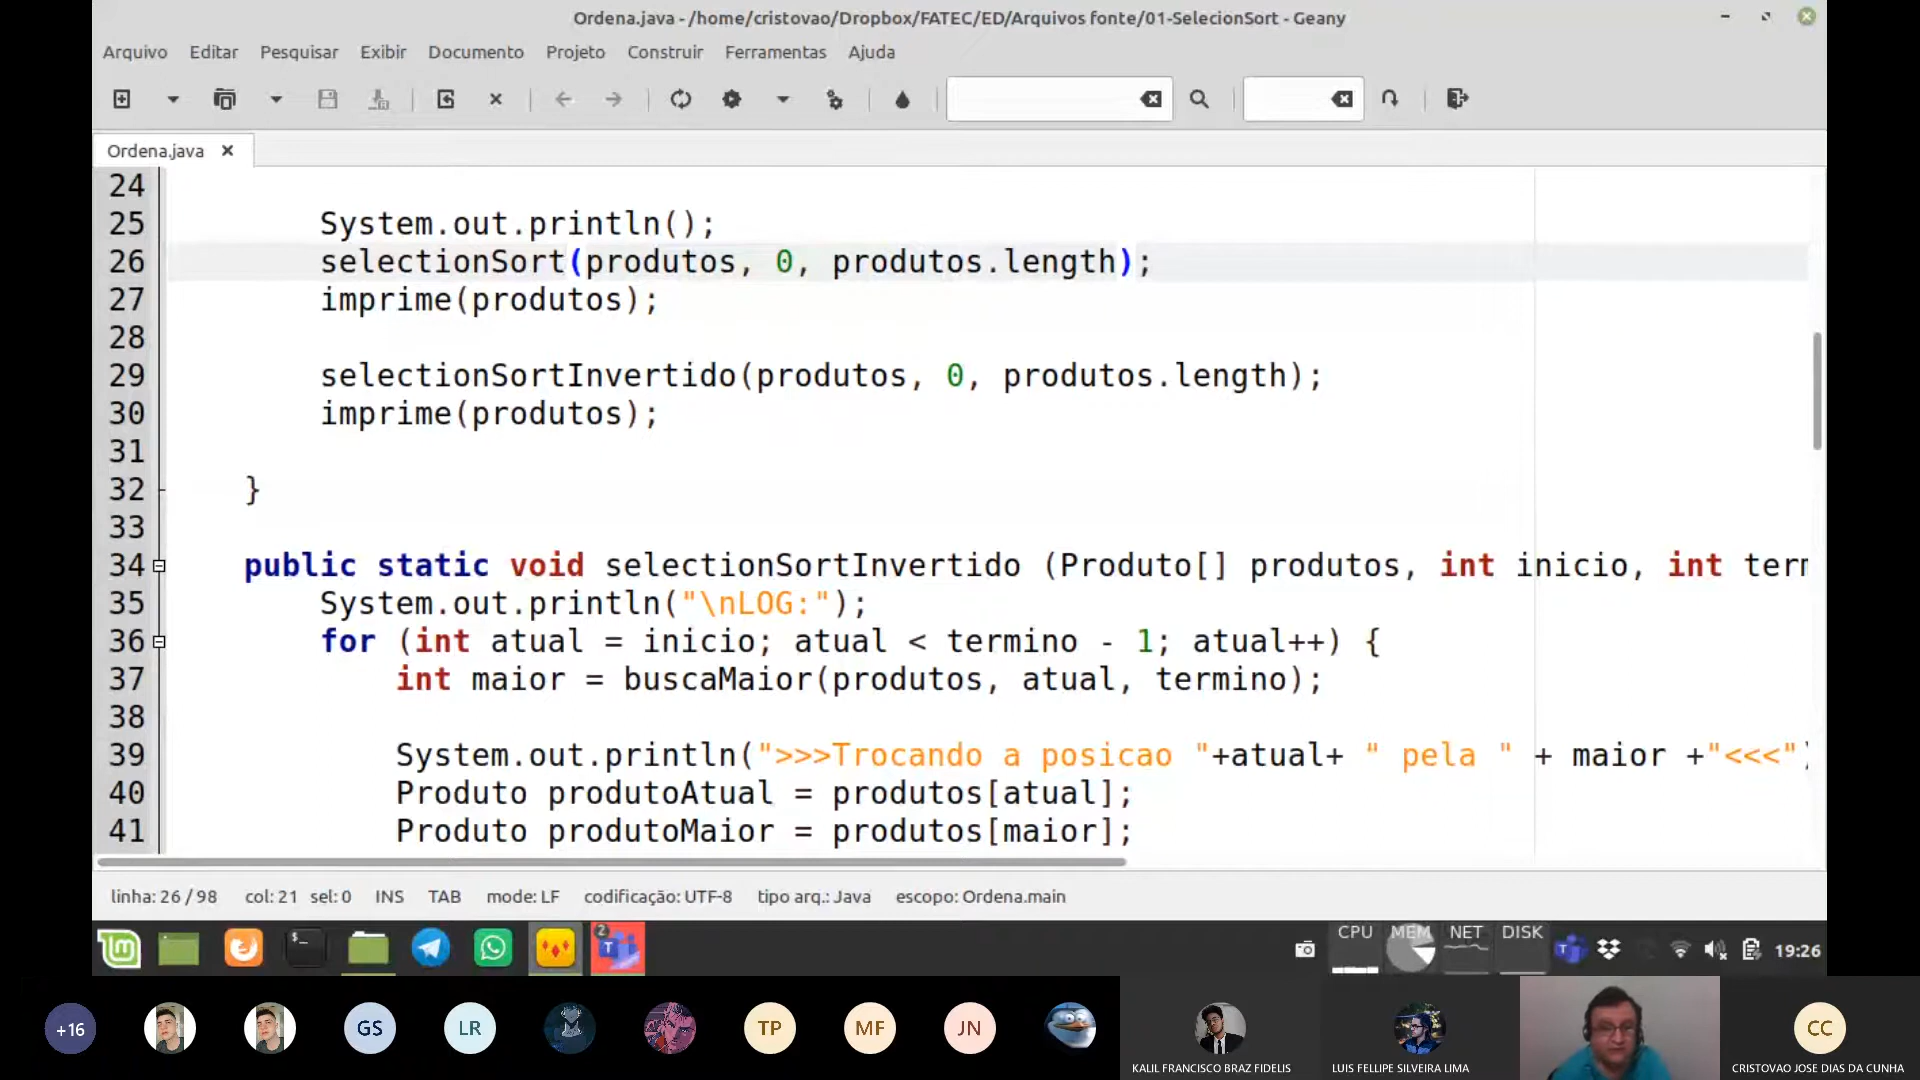 Ordena.java - /home/cristovao/Dropbox/FATEC/ED/Arquivos fonte/01-SelecionSort - Geany
Arquivo Editar Pesquisar Exibir Documento Projeto Construir Ferramentas Ajuda
Ordena.java
24
25 System.out.println();
26 selectionSort(produtos, 0, produtos.length);
27 imprime(produtos);
28
29 selectionSortInvertido(produtos, 0, produtos.length);
30 imprime(produtos);
31
32 }
33
34 public static void selectionSortInvertido (Produto[] produtos, int inicio, int term
35 System.out.println("\nLOG:");
36 for (int atual = inicio; atual < termino - 1; atual++) {
37 int maior = buscaMaior(produtos, atual, termino);
38
39 System.out.println(">>>Trocando a posicao "+atual+ " pela " + maior +"<<<")
40 Produto produtoAtual = produtos[atual];
41 Produto produtoMaior = produtos[maior];
linha: 26 / 98 col: 21 sel: 0 INS TAB mode: LF codificação: UTF-8 tipo arq.: Java escopo: Ordena.main
2
CPU MEM NET DISK
19:26
+16 GS LR TP MF JN CC
KALIL FRANCISCO BRAZ FIDELIS LUIS FELLIPE SILVEIRA LIMA CRISTOVAO JOSE DIAS DA CUNHA